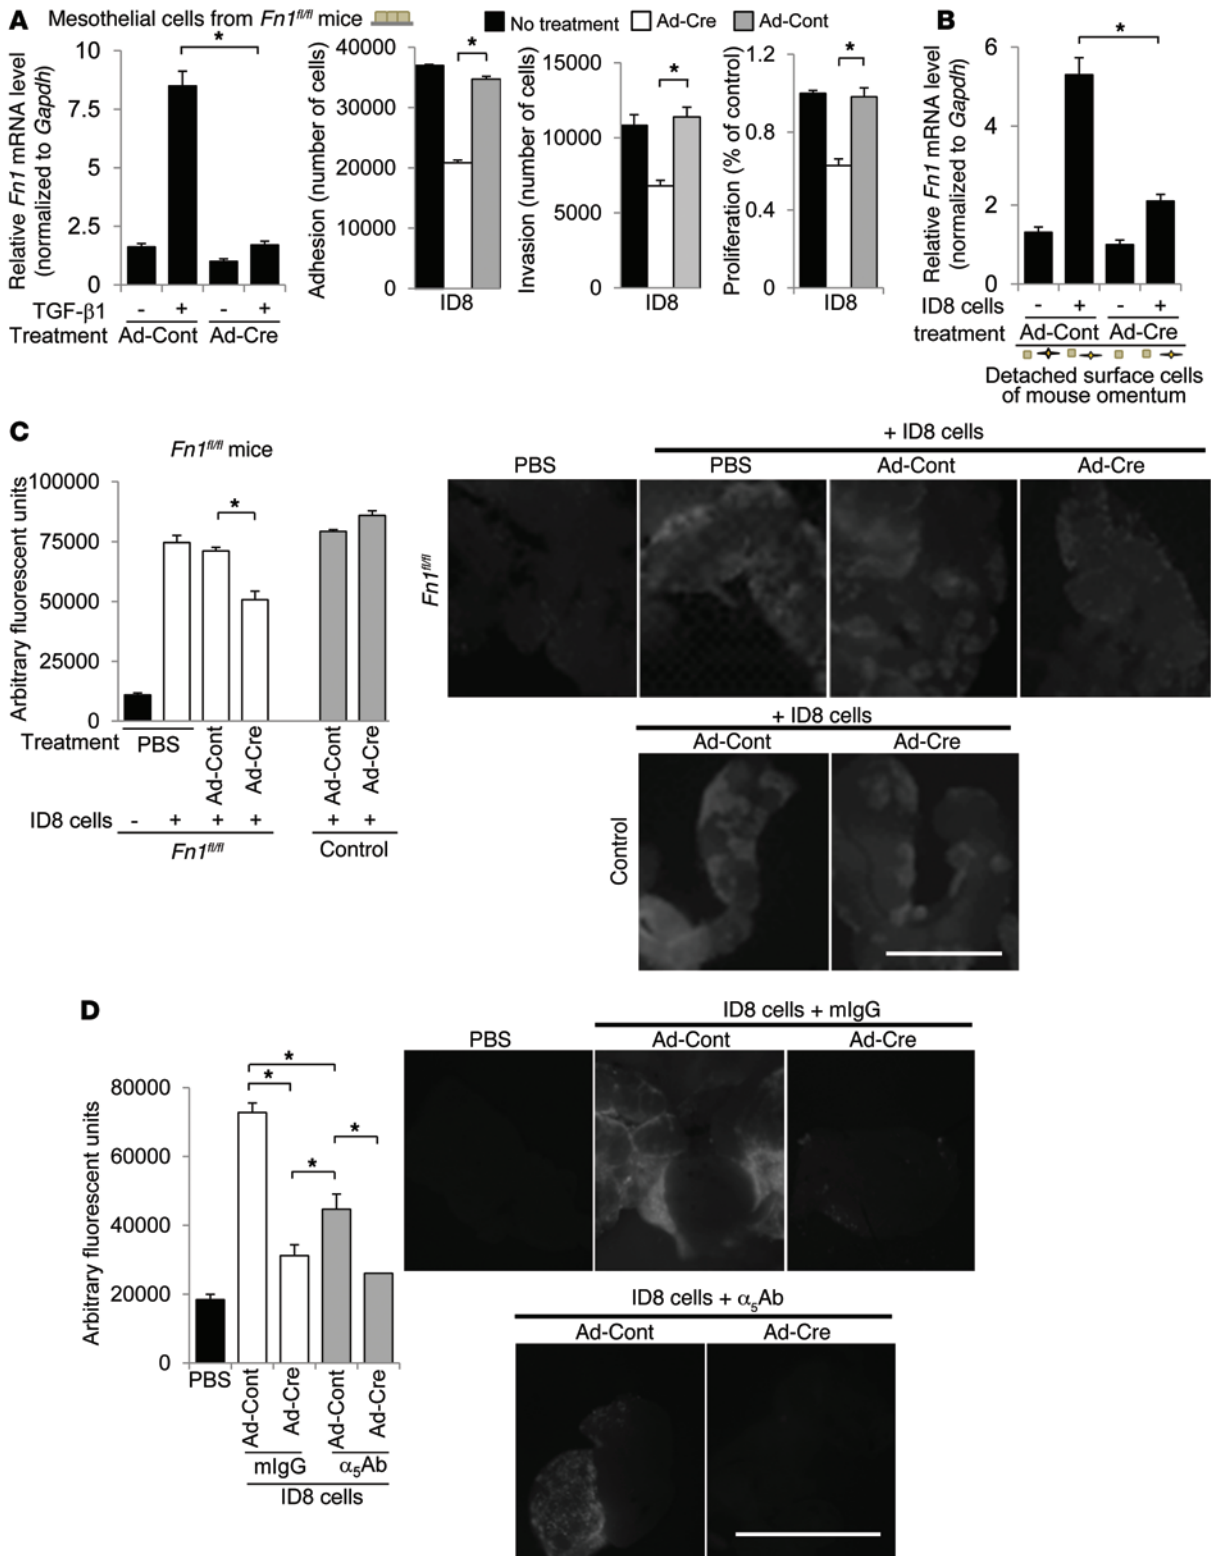 A Mesothelial cells from Fn1fl/fl mice
No treatment Ad-Cre Ad-Cont
Relative Fn1 mRNA level
(normalized to Gapdh)
10
7.5
5
2.5
0
*
TGF-β1 - + - +
Treatment Ad-Cont Ad-Cre
Adhesion (number of cells)
40000
30000
20000
10000
0
*
ID8
Invasion (number of cells)
15000
10000
5000
0
*
ID8
Proliferation (% of control)
1.2
0.8
0.4
0
*
ID8
B
Relative Fn1 mRNA level
(normalized to Gapdh)
6
4
2
0
*
ID8 cells - + - +
treatment Ad-Cont Ad-Cre
Detached surface cells
of mouse omentum
C
Fn1fl/fl mice
Arbitrary fluorescent units
100000
75000
50000
25000
0
*
Treatment PBS Ad-Cont Ad-Cre Ad-Cont Ad-Cre
ID8 cells - + + + + +
Fn1fl/fl Control
+ ID8 cells
PBS PBS Ad-Cont Ad-Cre
Fn1fl/fl
+ ID8 cells
Ad-Cont Ad-Cre
Control
D
Arbitrary fluorescent units
80000
60000
40000
20000
0
*
*
*
*
PBS Ad-Cont Ad-Cre Ad-Cont Ad-Cre
mIgG α5Ab
ID8 cells
ID8 cells + mIgG
PBS Ad-Cont Ad-Cre
ID8 cells + α5Ab
Ad-Cont Ad-Cre